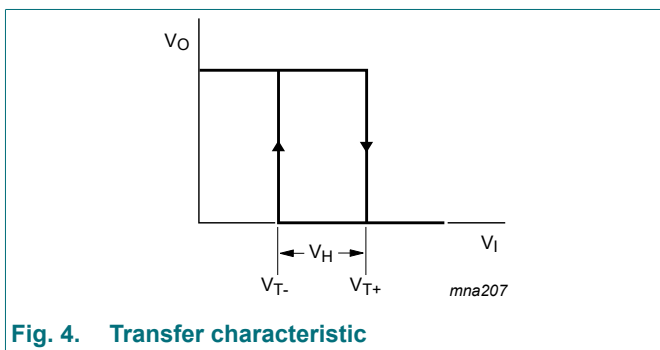 VO
VH
VI
VT- VT+
mna207
Fig. 4. Transfer characteristic